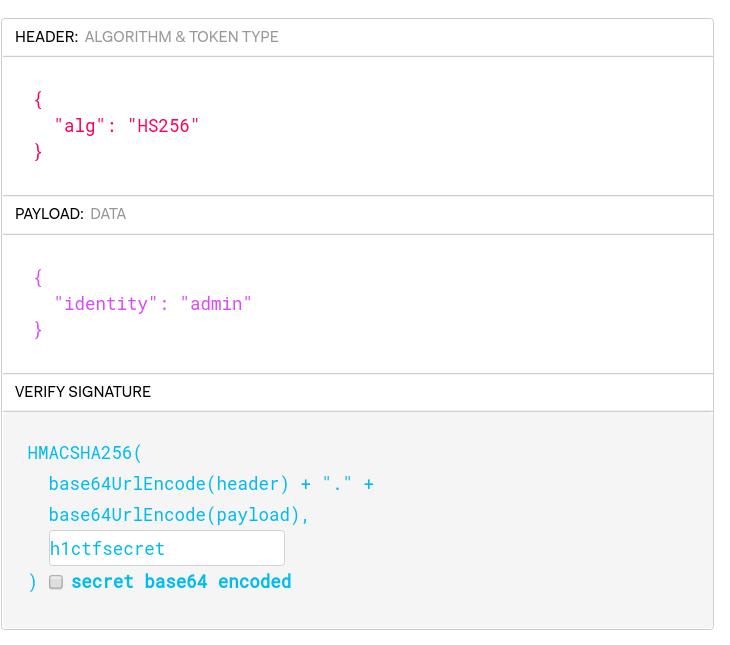 HEADER: ALGORITHM & TOKEN TYPE
{
"alg": "HS256"
}
PAYLOAD: DATA
{
"identity": "admin"
}
VERIFY SIGNATURE
HMACSHA256(
base64UrlEncode(header) + "." +
base64UrlEncode(payload),
h1ctfsecret
) secret base64 encoded